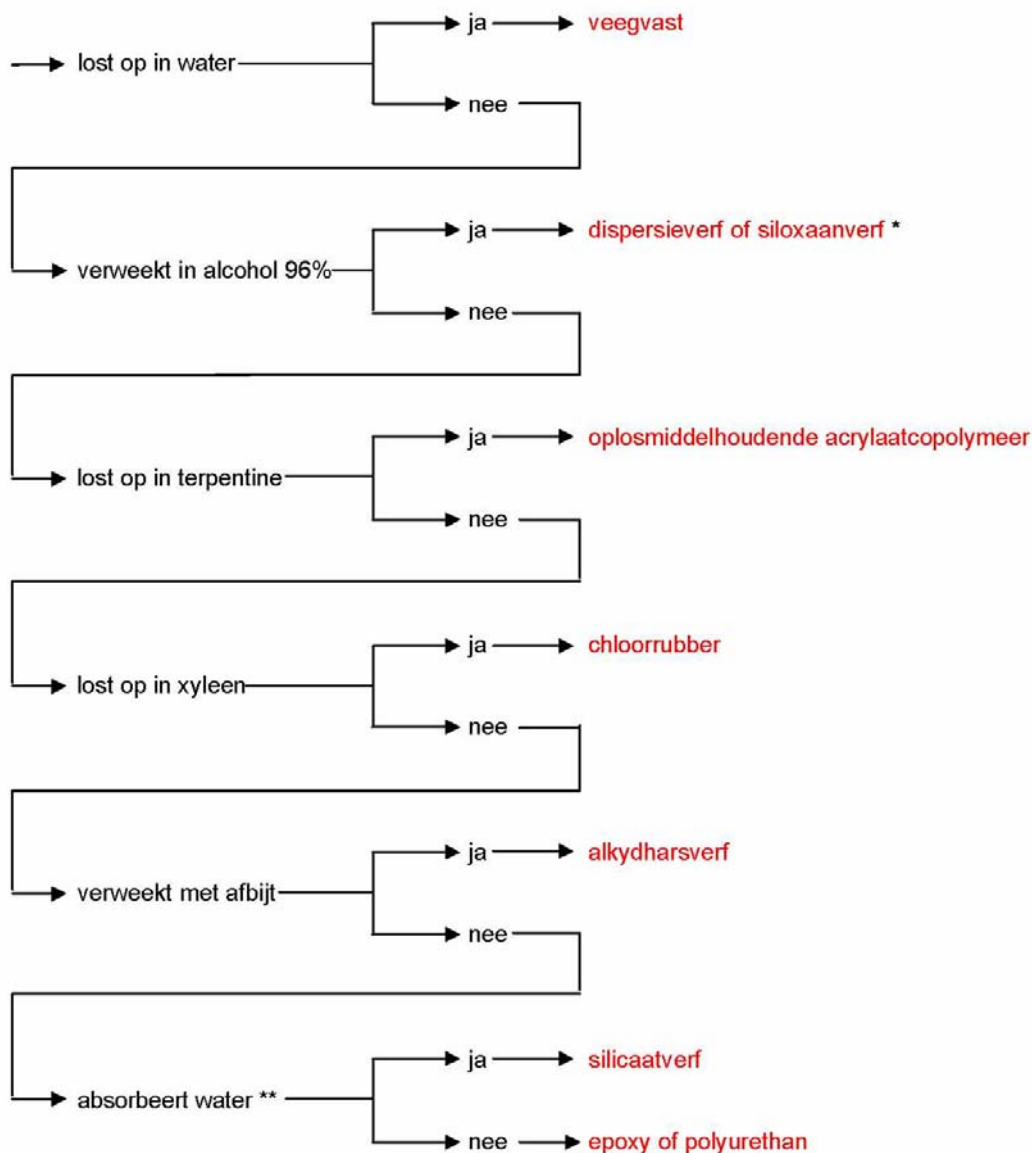 ja veegvast
lost op in water
nee
ja dispersieverf of siloxaanverf *
verweekt in alcohol 96%
nee
ja oplosmiddelhoudende acrylaatcopolymeer
lost op in terpentine
nee
ja chloorrubber
lost op in xyleen
nee
ja alkydharsverf
verweekt met afbijt
nee
ja silicaatverf
absorbeert water **
nee epoxy of polyurethan